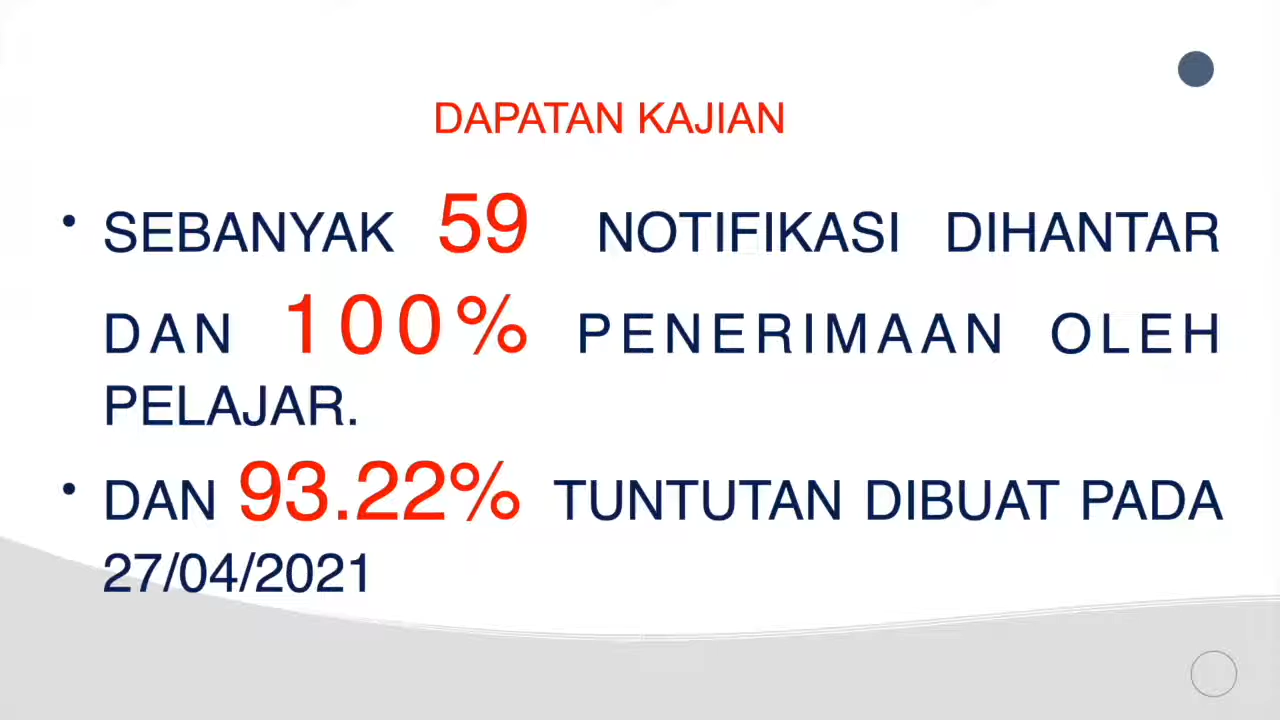 DAPATAN KAJIAN
• SEBANYAK 59 NOTIFIKASI DIHANTAR
DAN 100% PENERIMAAN OLEH
PELAJAR.
• DAN 93.22% TUNTUTAN DIBUAT PADA
27/04/2021